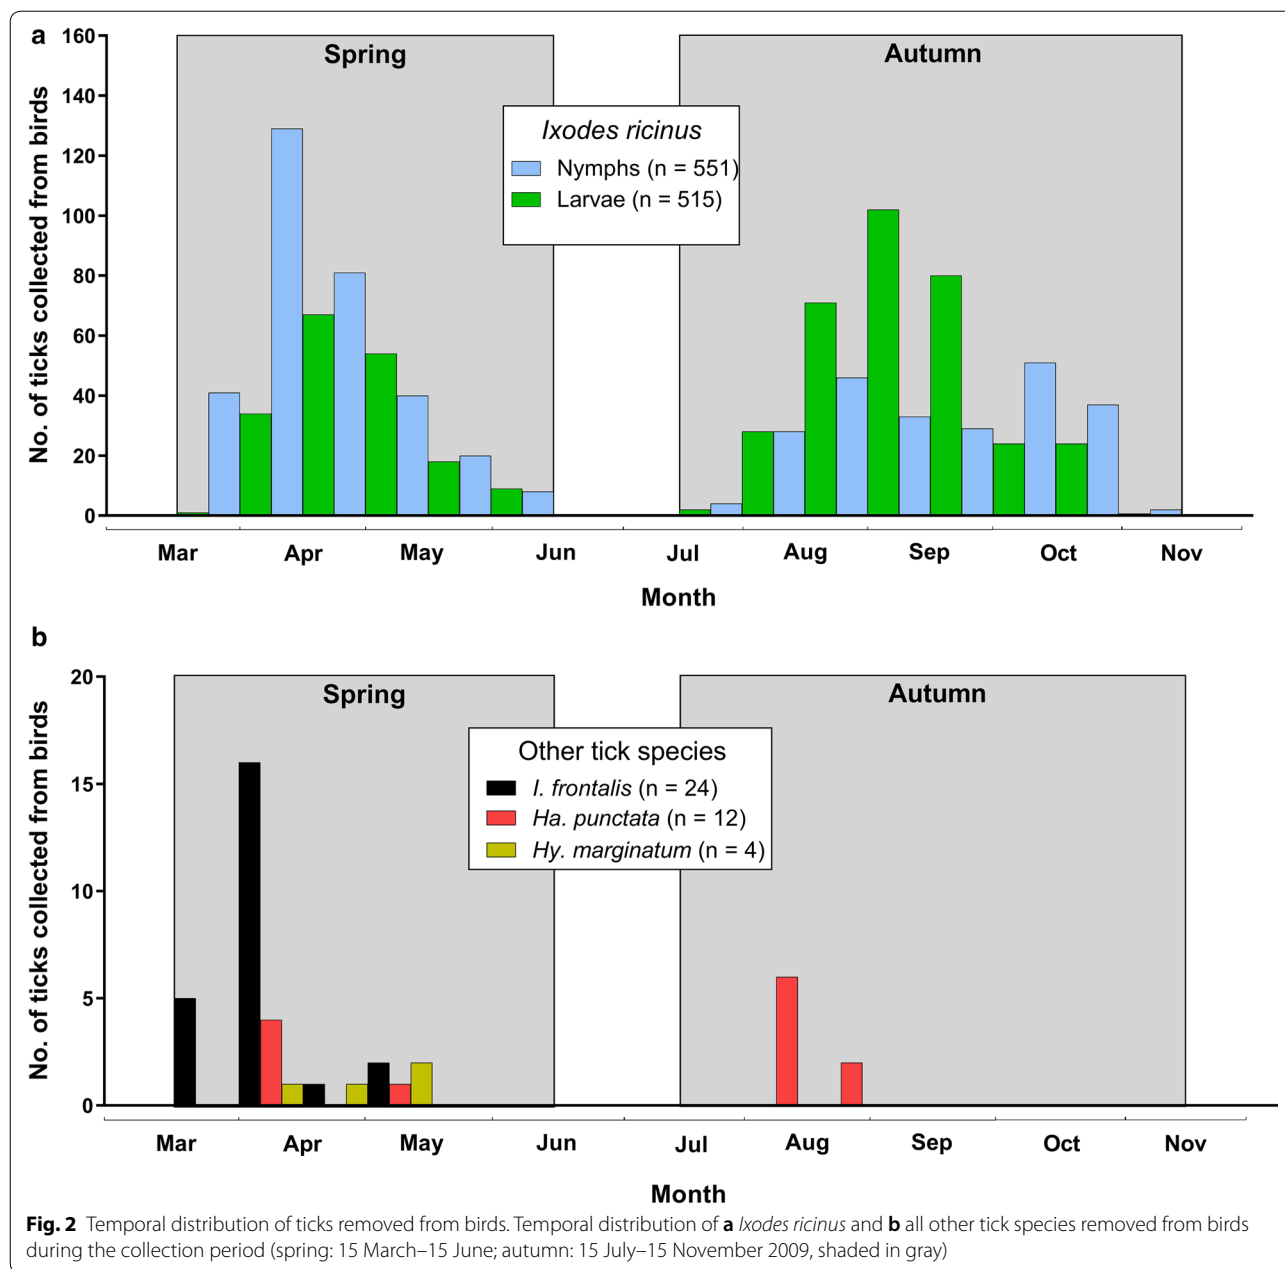 a
160
140
120
100
80
60
40
20
0
No. of ticks collected from birds
Spring
Autumn
Ixodes ricinus
Nymphs (n = 551)
Larvae (n = 515)
Mar Apr May Jun Jul Aug Sep Oct Nov
Month
b
20
15
10
5
0
No. of ticks collected from birds
Spring
Autumn
Other tick species
I. frontalis (n = 24)
Ha. punctata (n = 12)
Hy. marginatum (n = 4)
Mar Apr May Jun Jul Aug Sep Oct Nov
Month
Fig. 2 Temporal distribution of ticks removed from birds. Temporal distribution of a Ixodes ricinus and b all other tick species removed from birds
during the collection period (spring: 15 March–15 June; autumn: 15 July–15 November 2009, shaded in gray)